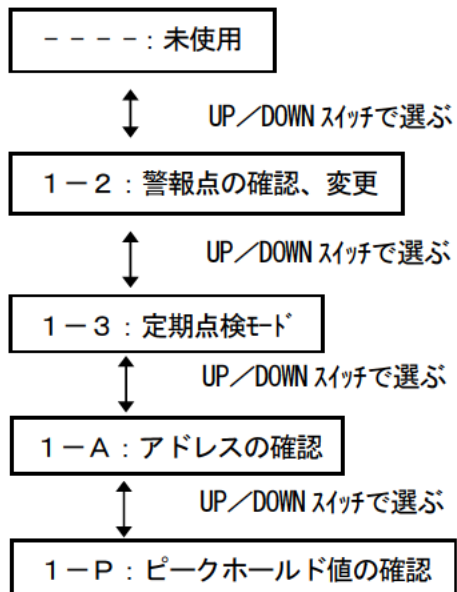 －－－－：未使用
UP／DOWN ｽｲｯﾁで選ぶ
１－２：警報点の確認、変更
UP／DOWN ｽｲｯﾁで選ぶ
１－３：定期点検ﾓｰﾄﾞ
UP／DOWN ｽｲｯﾁで選ぶ
１－Ａ：アドレスの確認
UP／DOWN ｽｲｯﾁで選ぶ
１－Ｐ：ピークホールド値の確認